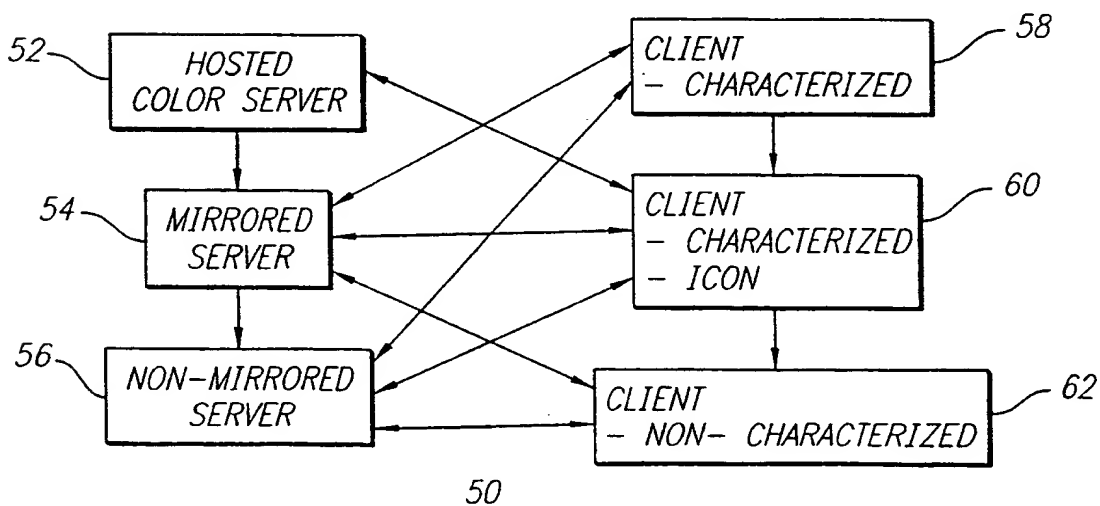 52
HOSTED
COLOR SERVER
54
MIRRORED
SERVER
56
NON-MIRRORED
SERVER
CLIENT
- CHARACTERIZED
58
CLIENT
- CHARACTERIZED
- ICON
60
CLIENT
- NON- CHARACTERIZED
62
50